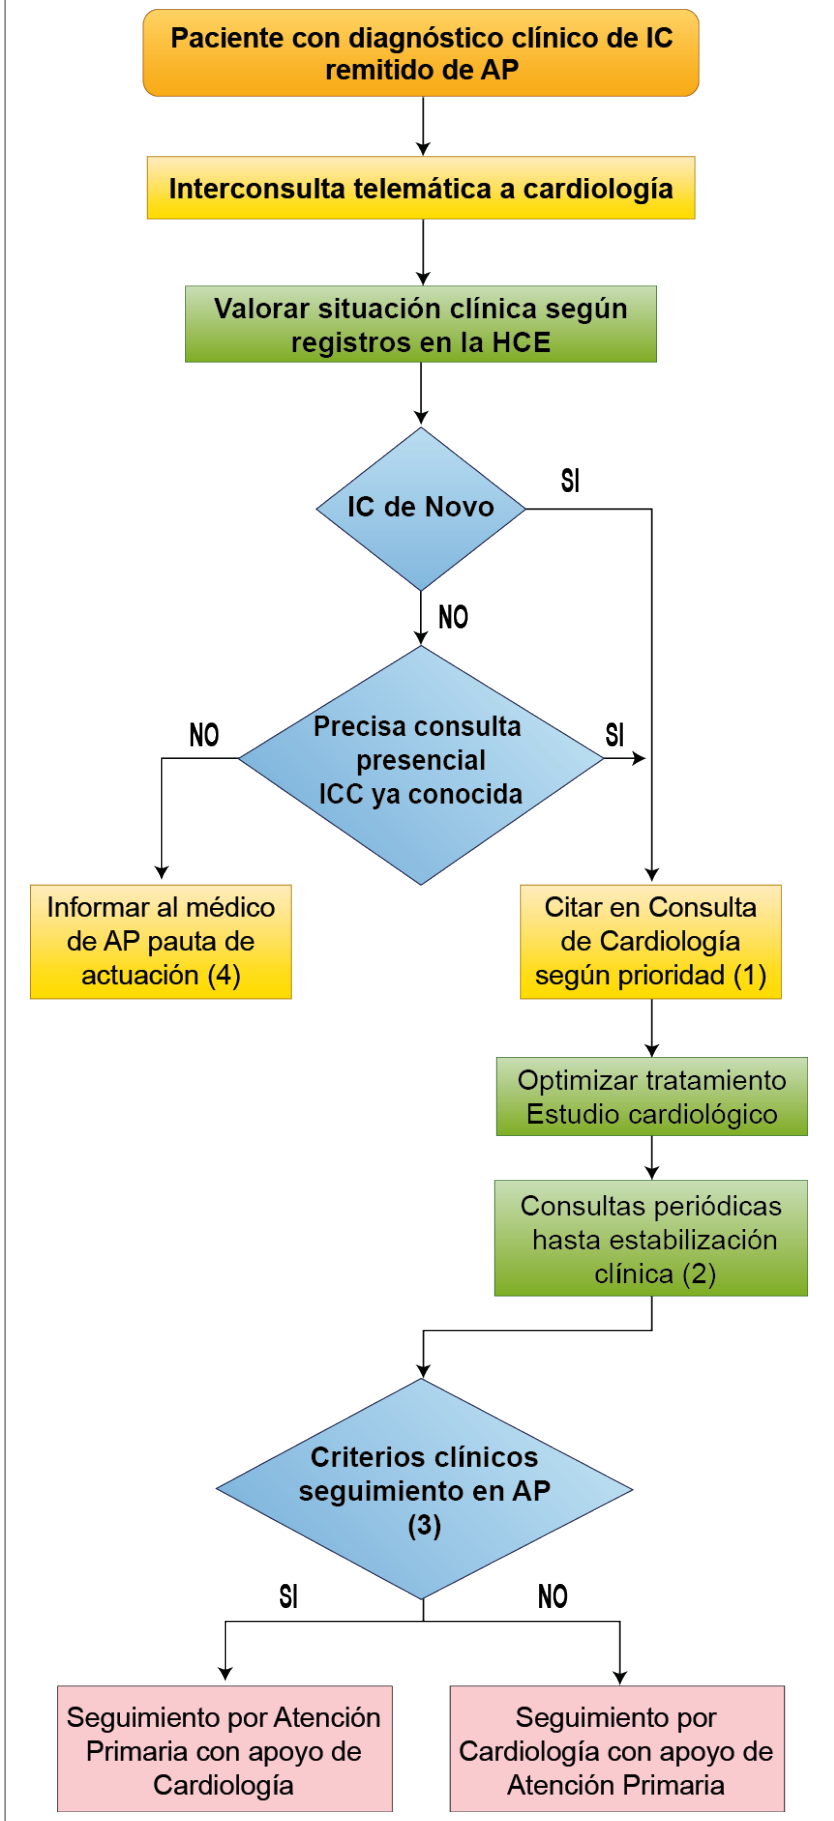 Paciente con diagnóstico clínico de IC
remitido de AP
Interconsulta telemática a cardiología
Valorar situación clínica según
registros en la HCE
IC de Novo
SI
NO
Precisa consulta
presencial
ICC ya conocida
NO
SI
Informar al médico
de AP pauta de
actuación (4)
Citar en Consulta
de Cardiología
según prioridad (1)
Optimizar tratamiento
Estudio cardiológico
Consultas periódicas
hasta estabilización
clínica (2)
Criterios clínicos
seguimiento en AP
(3)
SI
NO
Seguimiento por Atención
Primaria con apoyo de
Cardiología
Seguimiento por
Cardiología con apoyo de
Atención Primaria